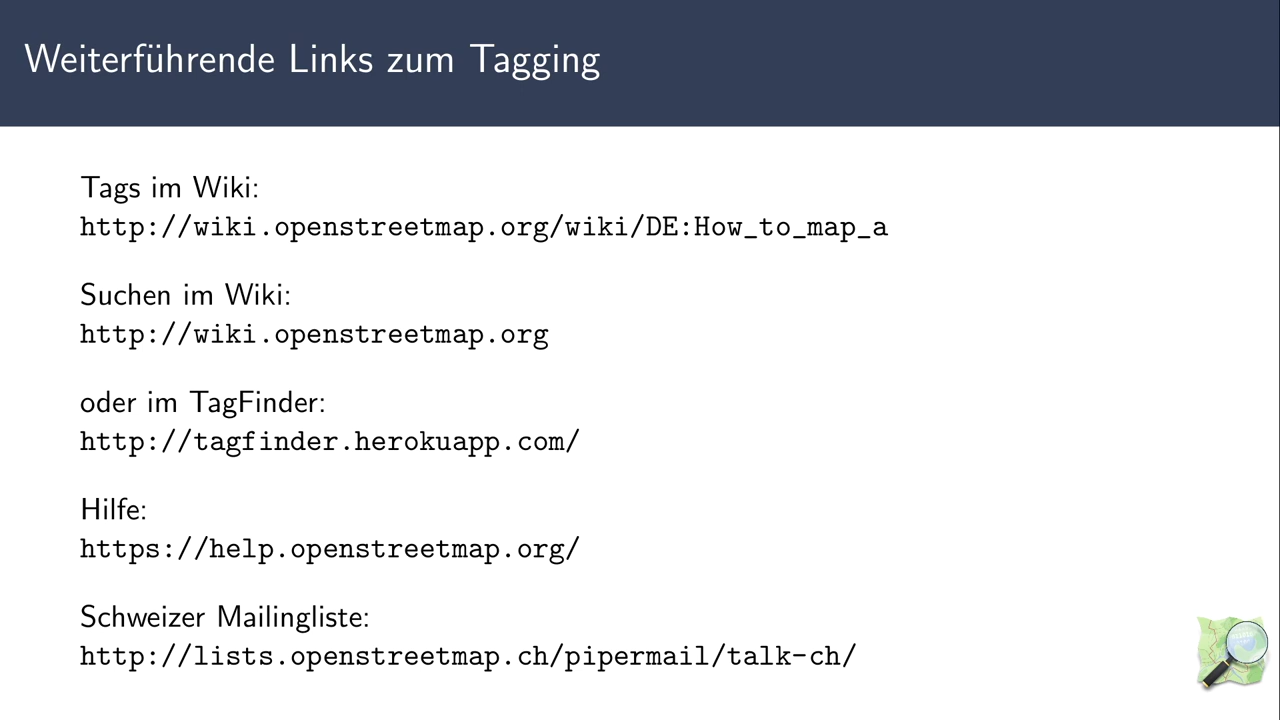 Weiterführende Links zum Tagging
Tags im Wiki:
http://wiki.openstreetmap.org/wiki/DE:How_to_map_a
Suchen im Wiki:
http://wiki.openstreetmap.org
oder im TagFinder:
http://tagfinder.herokuapp.com/
Hilfe:
https://help.openstreetmap.org/
Schweizer Mailingliste:
http://lists.openstreetmap.ch/pipermail/talk-ch/